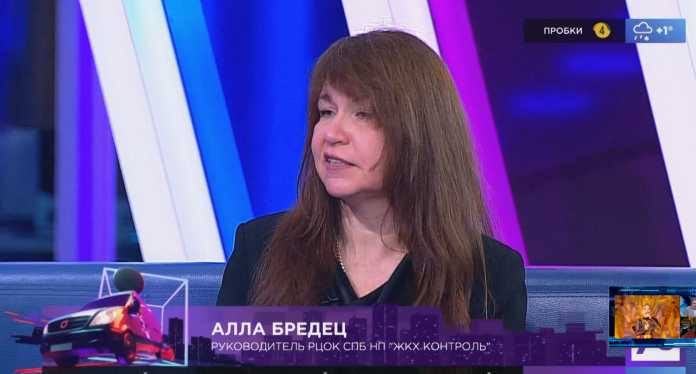 ПРОБКИ 4 +1°
АЛЛА БРЕДЕЦ
РУКОВОДИТЕЛЬ РЦОК СПБ НП "ЖКХ КОНТРОЛЬ"